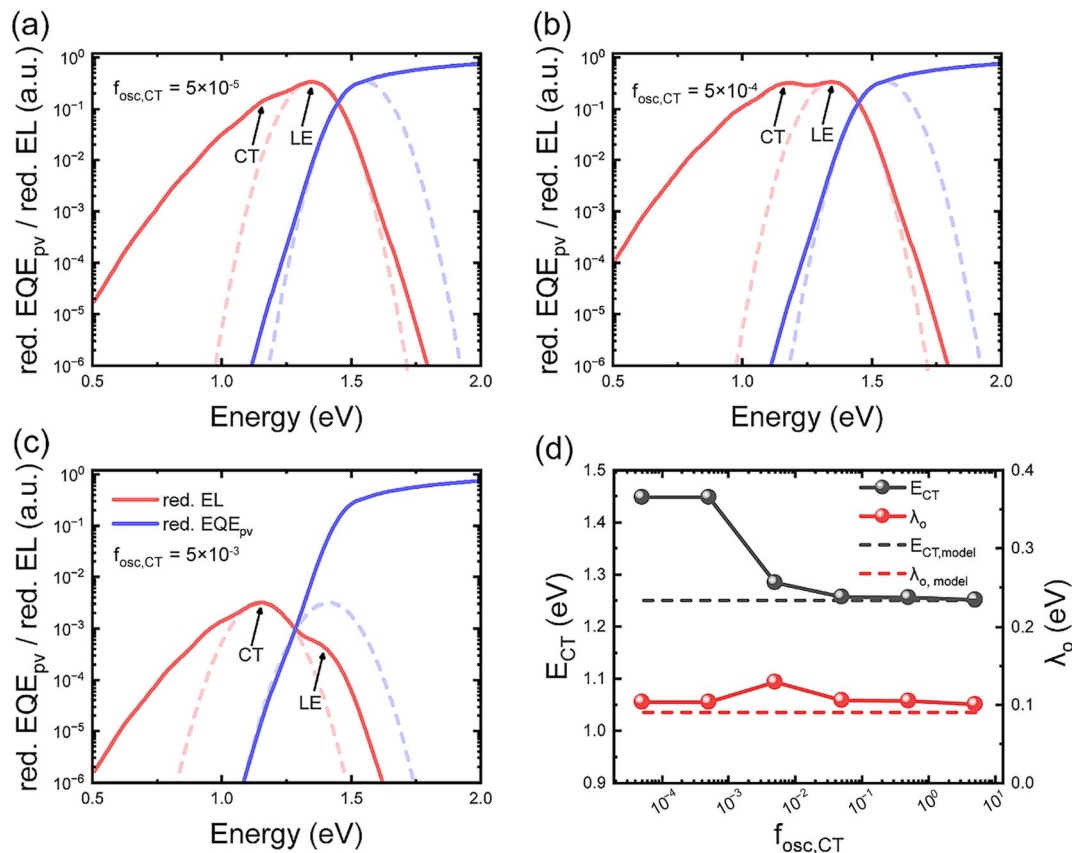 (a)
red. EQE_pv / red. EL (a.u.)
10^0
10^-1
10^-2
10^-3
10^-4
10^-5
10^-6
f_osc,CT = 5×10^-5
CT
LE
0.5 1.0 1.5 2.0
Energy (eV)
(b)
red. EQE_pv / red. EL (a.u.)
10^0
10^-1
10^-2
10^-3
10^-4
10^-5
10^-6
f_osc,CT = 5×10^-4
CT
LE
0.5 1.0 1.5 2.0
Energy (eV)
(c)
red. EQE_pv / red. EL (a.u.)
10^0
10^-1
10^-2
10^-3
10^-4
10^-5
10^-6
red. EL
red. EQE_pv
f_osc,CT = 5×10^-3
CT
LE
0.5 1.0 1.5 2.0
Energy (eV)
(d)
E_CT (eV)
1.5
1.4
1.3
1.2
1.1
1.0
0.9
E_CT
λ_o
E_CT,model
λ_o, model
0.4
0.3
0.2
0.1
0.0
λ_o (eV)
10^-4 10^-3 10^-2 10^-1 10^0 10^1
f_osc,CT